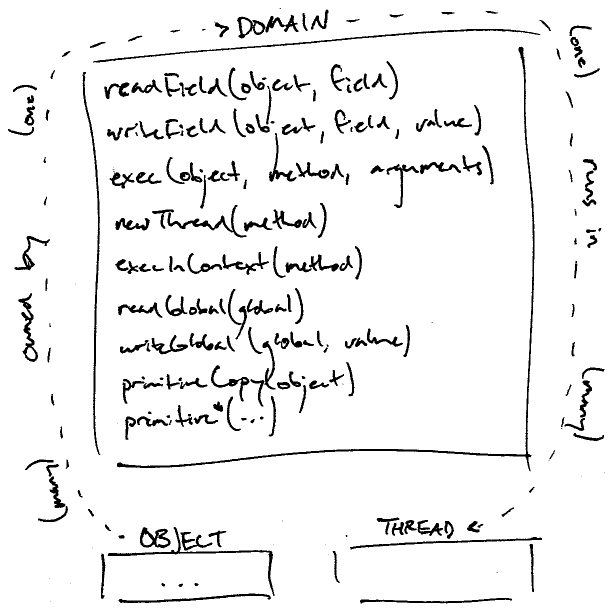 DOMAIN
(one)
(one)
readField(object, field)
writeField(object, field, value)
exec(object, method, arguments)
newThread(method)
execInContext(method)
readGlobal(global)
writeGlobal(global, value)
primitiveCopy(object)
primitive*(...)
owned by
runs in
(many)
(many)
OBJECT
THREAD
...